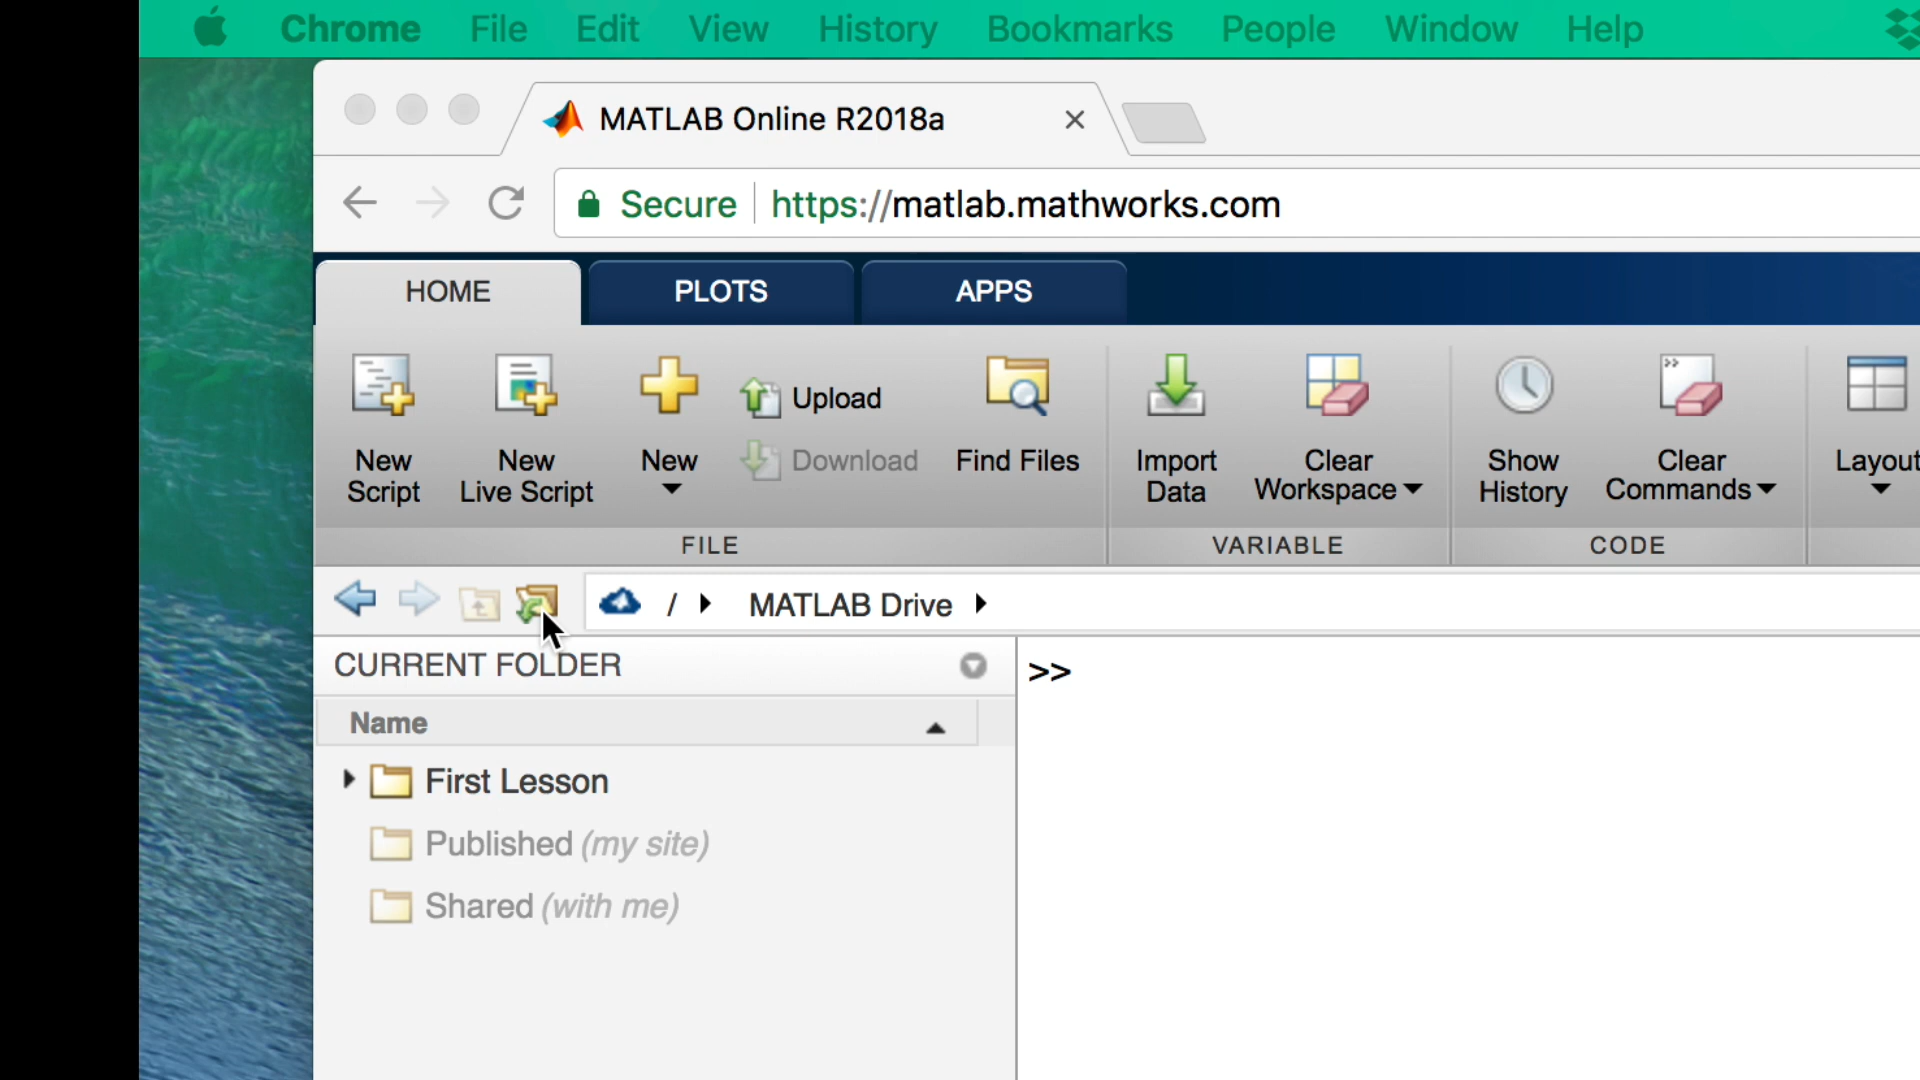 Chrome File Edit View History Bookmarks People Window Help
MATLAB Online R2018a
Secure https://matlab.mathworks.com
HOME PLOTS APPS
New Script
New Live Script
New
Upload
Download
Find Files
Import Data
Clear Workspace
Show History
Clear Commands
Layout
FILE VARIABLE CODE
/ MATLAB Drive
CURRENT FOLDER
>>
Name
First Lesson
Published (my site)
Shared (with me)